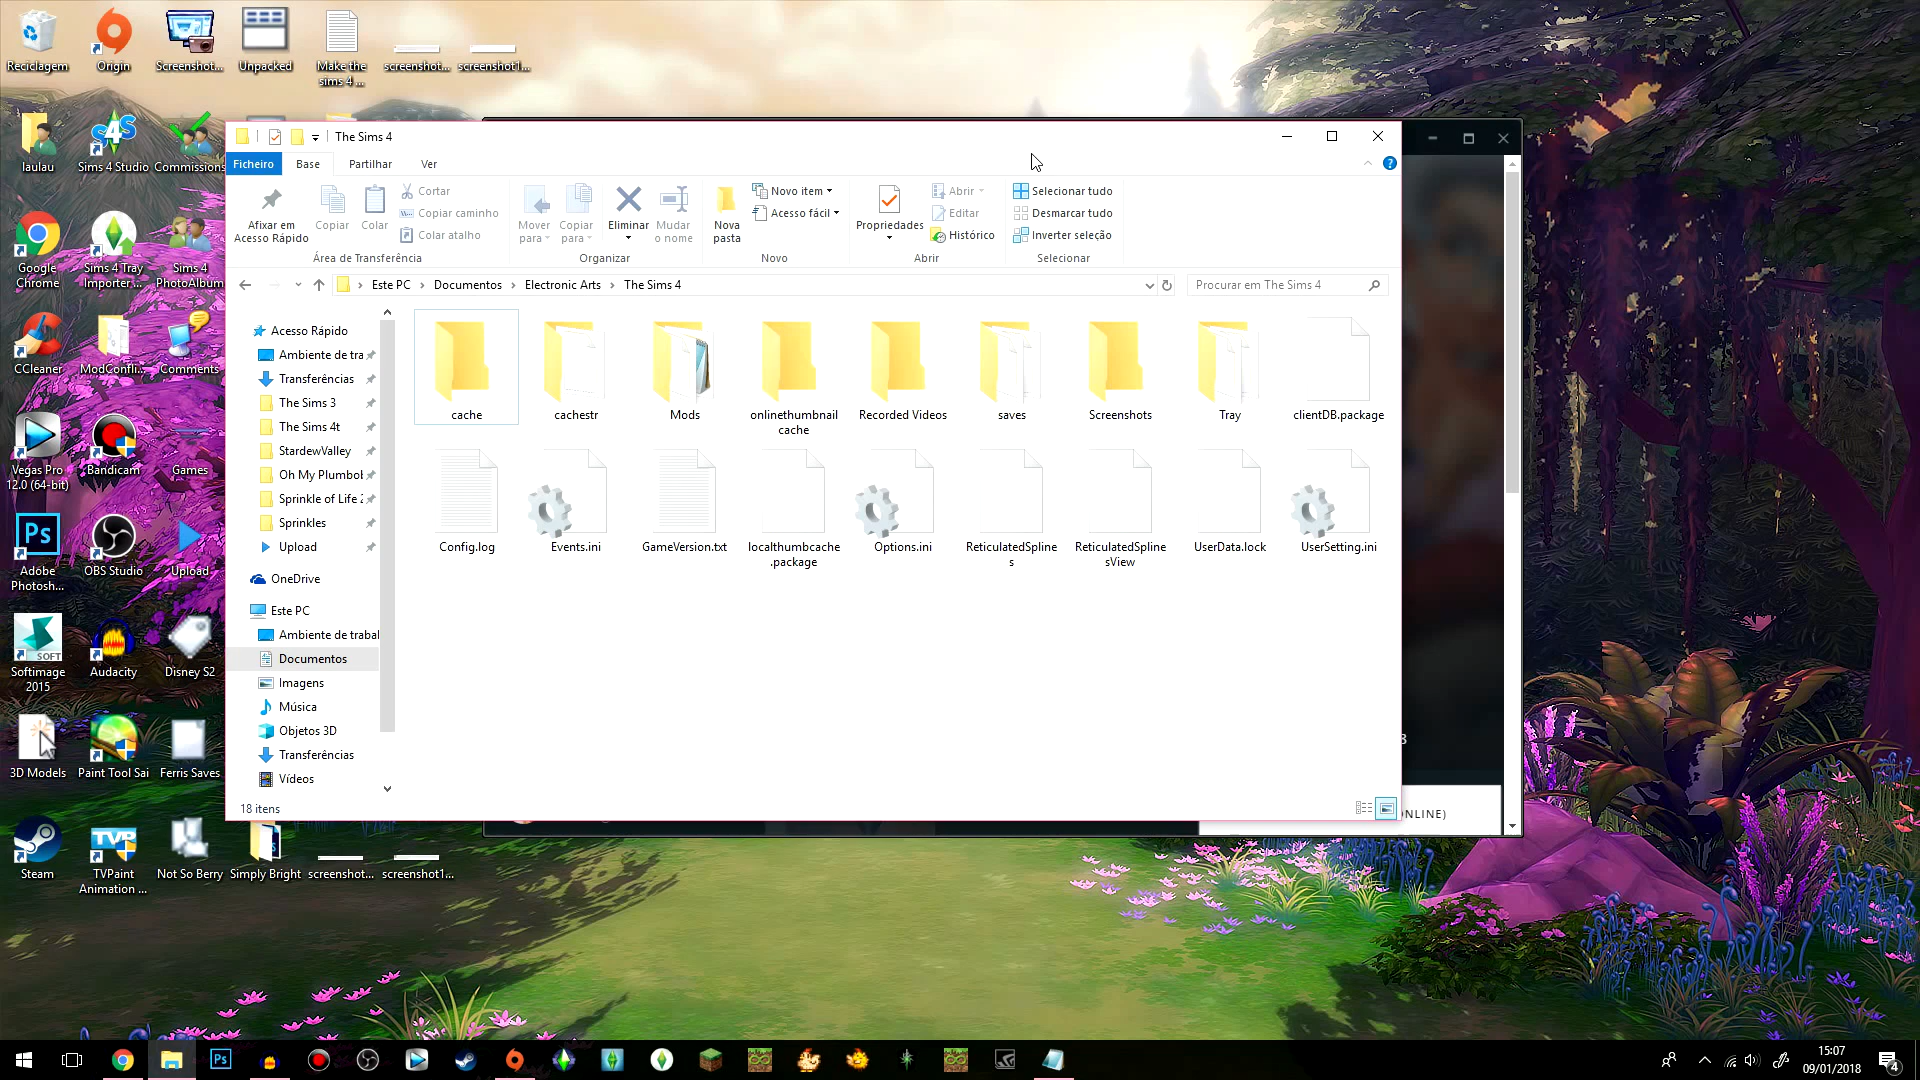 Reciclagem
Origin
Screenshot...
Unpacked
Make the
sims 4 ...
screenshot...
screenshot1...
laulau
Sims 4 Studio
Commissions
Google
Chrome
Sims 4 Tray
Importer ...
Sims 4
PhotoAlbum
CCleaner
ModConfli...
Comments
Vegas Pro
12.0 (64-bit)
Bandicam
Games
Adobe
Photosh...
OBS Studio
Upload
SOFT
Softimage
2015
Audacity
Disney S2
3D Models
Paint Tool Sai
Ferris Saves
Steam
TVPaint
Animation ...
Not So Berry
Simply Bright
screenshot...
screenshot1...
The Sims 4
Ficheiro
Base
Partilhar
Ver
Afixar em
Acesso Rápido
Copiar
Colar
Cortar
Copiar caminho
Colar atalho
Área de Transferência
Mover
para
Copiar
para
Eliminar
Mudar
o nome
Organizar
Nova
pasta
Novo item
Acesso fácil
Novo
Propriedades
Abrir
Editar
Histórico
Abrir
Selecionar tudo
Desmarcar tudo
Inverter seleção
Selecionar
Este PC > Documentos > Electronic Arts > The Sims 4
Procurar em The Sims 4
Acesso Rápido
Ambiente de tra
Transferências
The Sims 3
The Sims 4t
StardewValley
Oh My Plumbob
Sprinkle of Life 2
Sprinkles
Upload
OneDrive
Este PC
Ambiente de trabal
Documentos
Imagens
Música
Objetos 3D
Transferências
Vídeos
cache
cachestr
Mods
onlinethumbnail
cache
Recorded Videos
saves
Screenshots
Tray
clientDB.package
Config.log
Events.ini
GameVersion.txt
localthumbcache
.package
Options.ini
ReticulatedSpline
s
ReticulatedSpline
sView
UserData.lock
UserSetting.ini
18 itens
NLINE)
15:07
09/01/2018
4